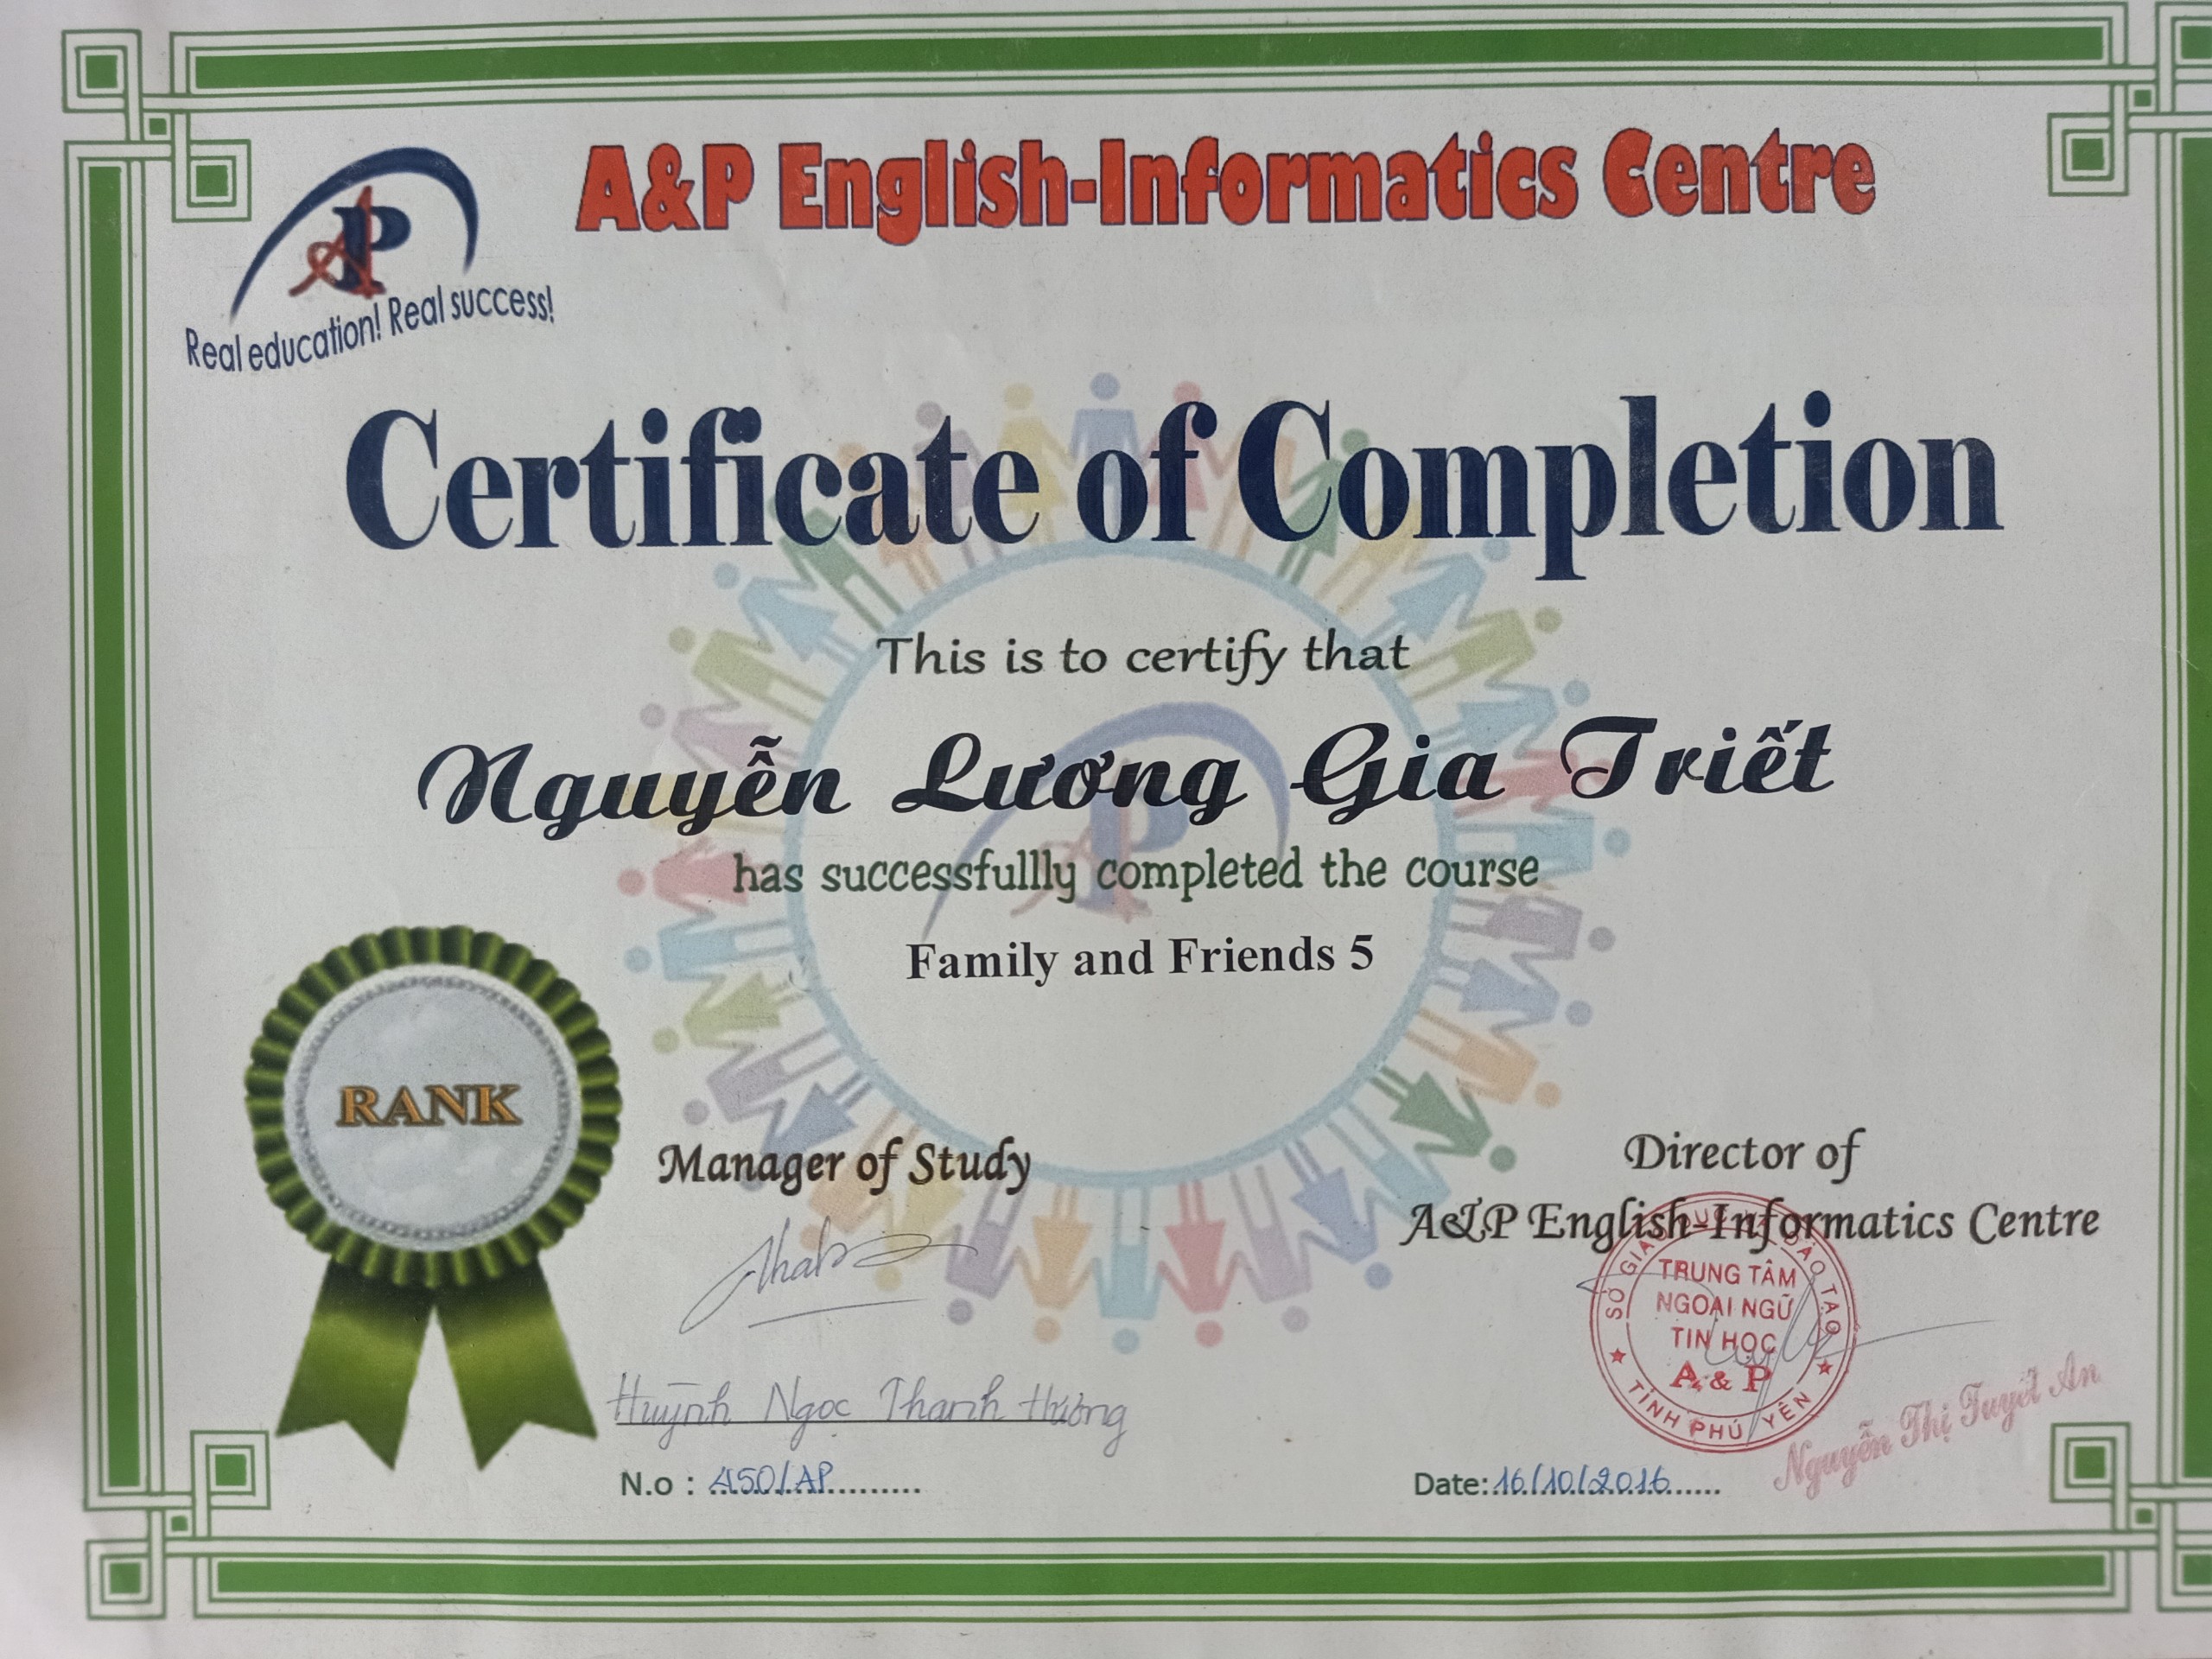 A&P English-Informatics Centre
AP
Real education! Real success!
Certificate of Completion
This is to certify that
Nguyễn Lương Gia Triết
has successfullly completed the course
Family and Friends 5
RANK
Manager of Study
Director of
A&P English-Informatics Centre
SỞ GIÁO DỤC VÀ ĐÀO TẠO
TRUNG TÂM
NGOẠI NGỮ
TIN HỌC
A & P
TỈNH PHÚ YÊN
Huỳnh Ngọc Thanh Hương
Nguyễn Thị Tuyết An
N.o : 450/AP
Date: 16/10/2016